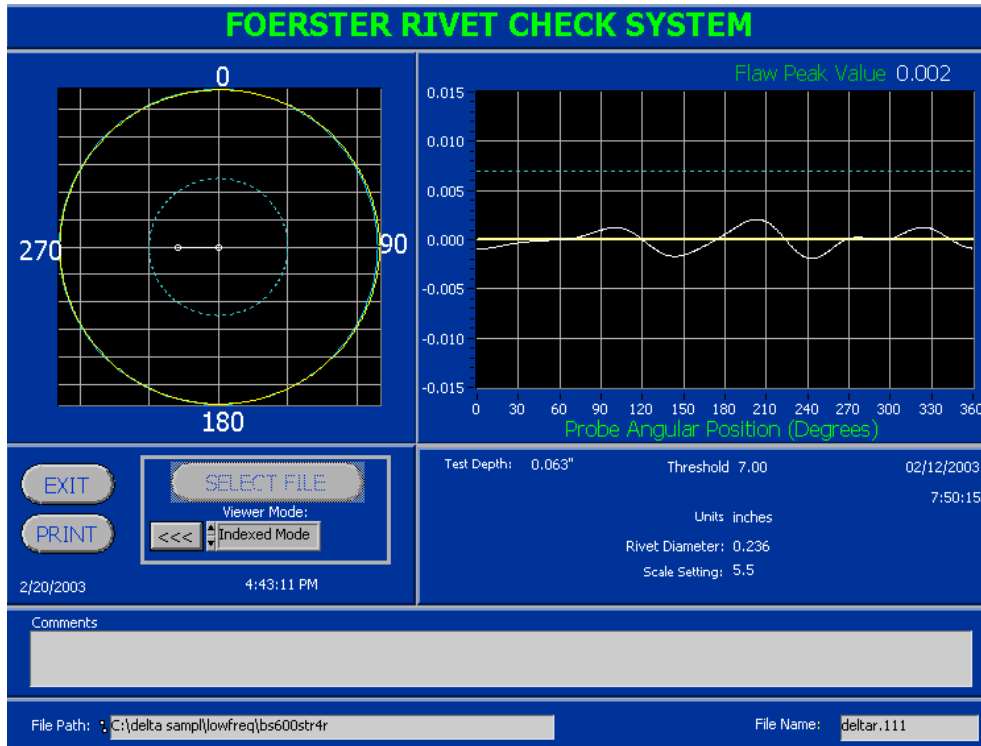 FOERSTER RIVET CHECK SYSTEM
0
270
90
180
Flaw Peak Value 0.002
0.015
0.010
0.005
0.000
-0.005
-0.010
-0.015
0 30 60 90 120 150 180 210 240 270 300 330 360
Probe Angular Position (Degrees)
EXIT
SELECT FILE
Viewer Mode:
PRINT
<<<
Indexed Mode
2/20/2003
4:43:11 PM
Test Depth: 0.063"
Threshold 7.00
02/12/2003
7:50:15
Units inches
Rivet Diameter: 0.236
Scale Setting: 5.5
Comments
File Path: C:\delta sampl\lowfreq\bs600str4r
File Name: deltar.111